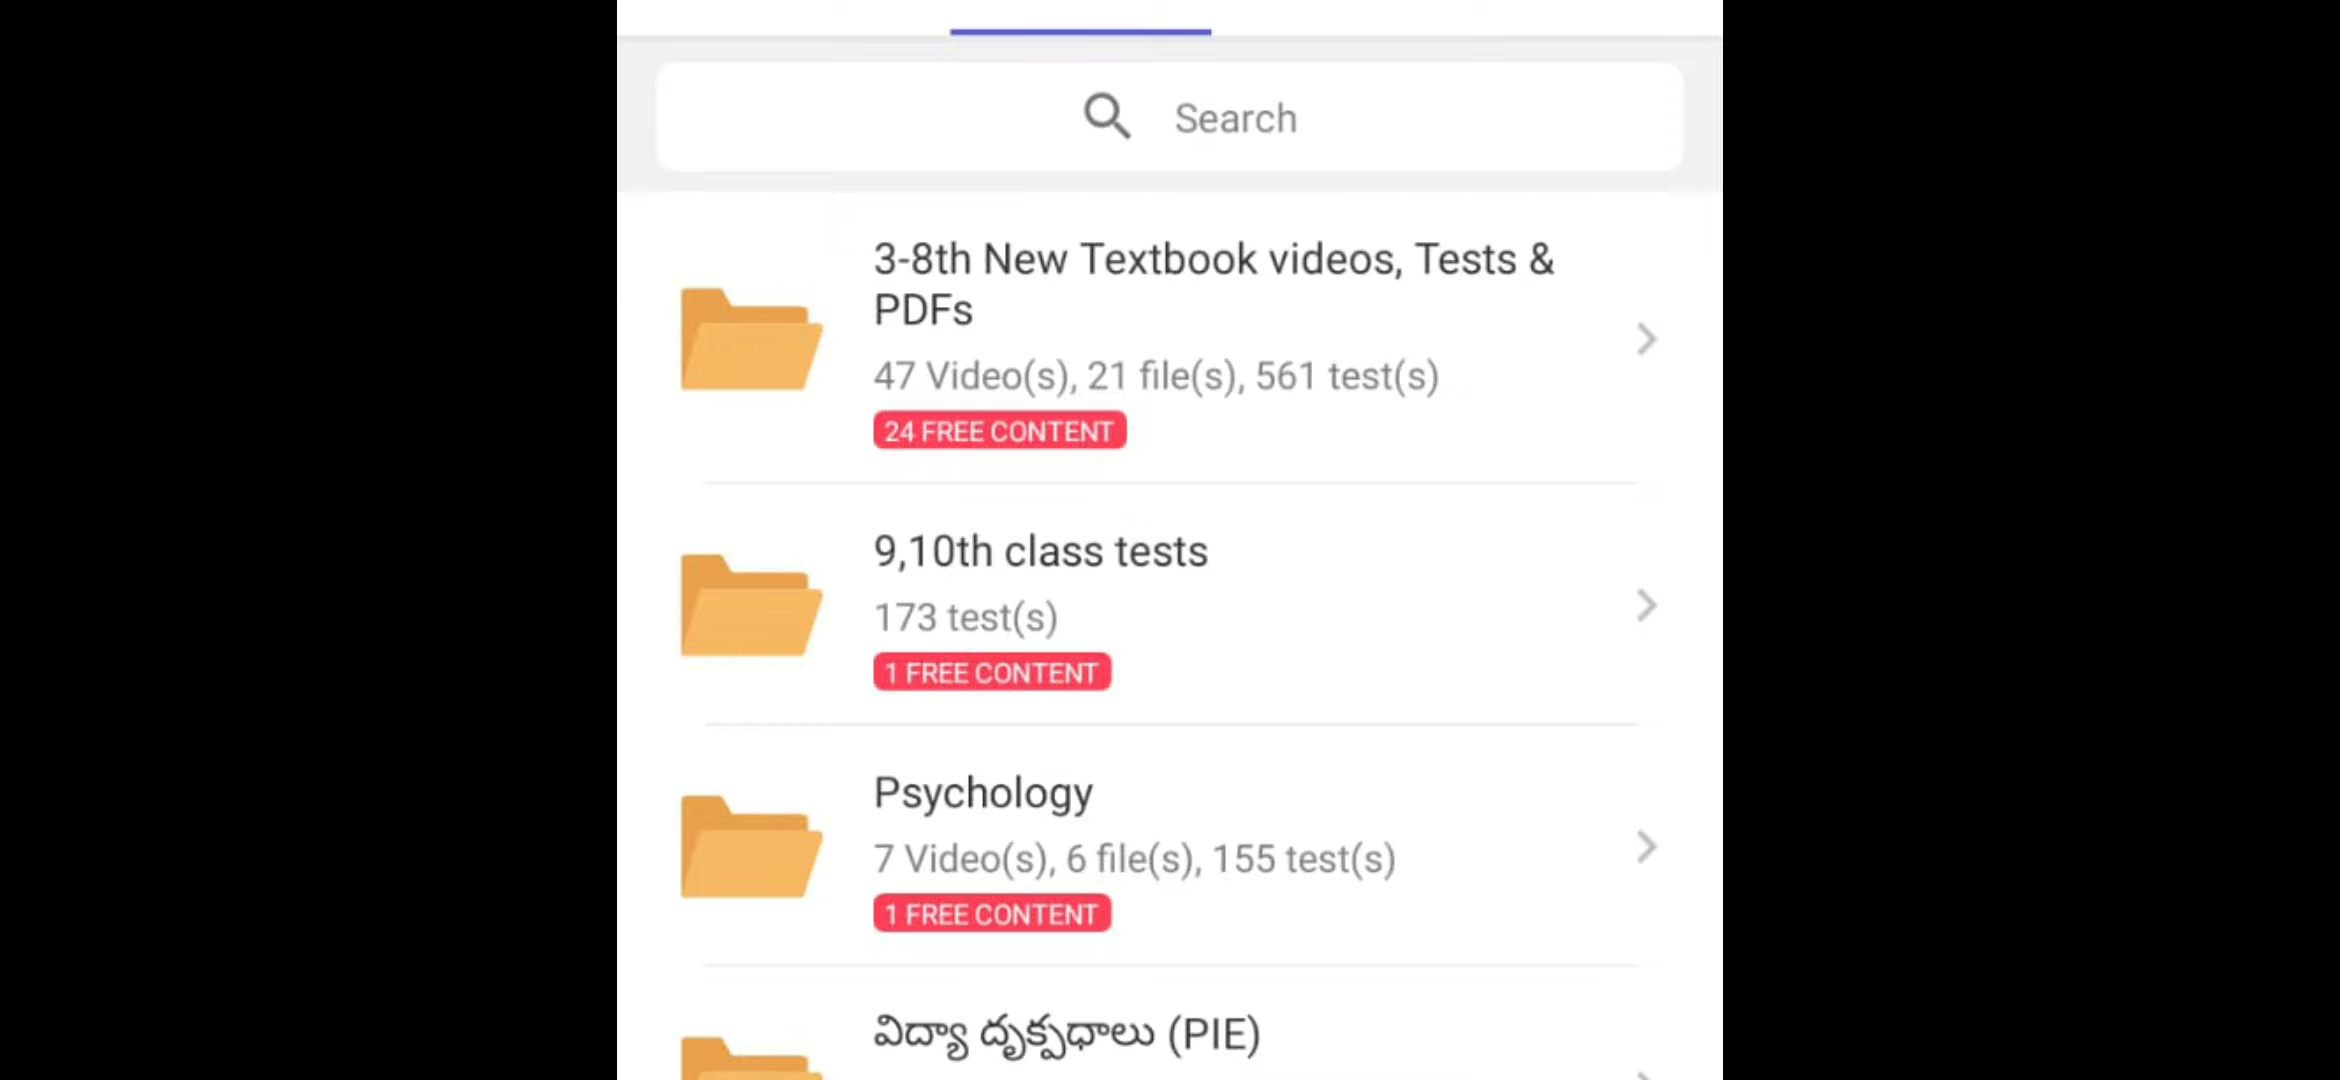 Search
3-8th New Textbook videos, Tests &
PDFs
47 Video(s), 21 file(s), 561 test(s)
24 FREE CONTENT
9,10th class tests
173 test(s)
1 FREE CONTENT
Psychology
7 Video(s), 6 file(s), 155 test(s)
1 FREE CONTENT
విద్యా దృక్పధాలు (PIE)